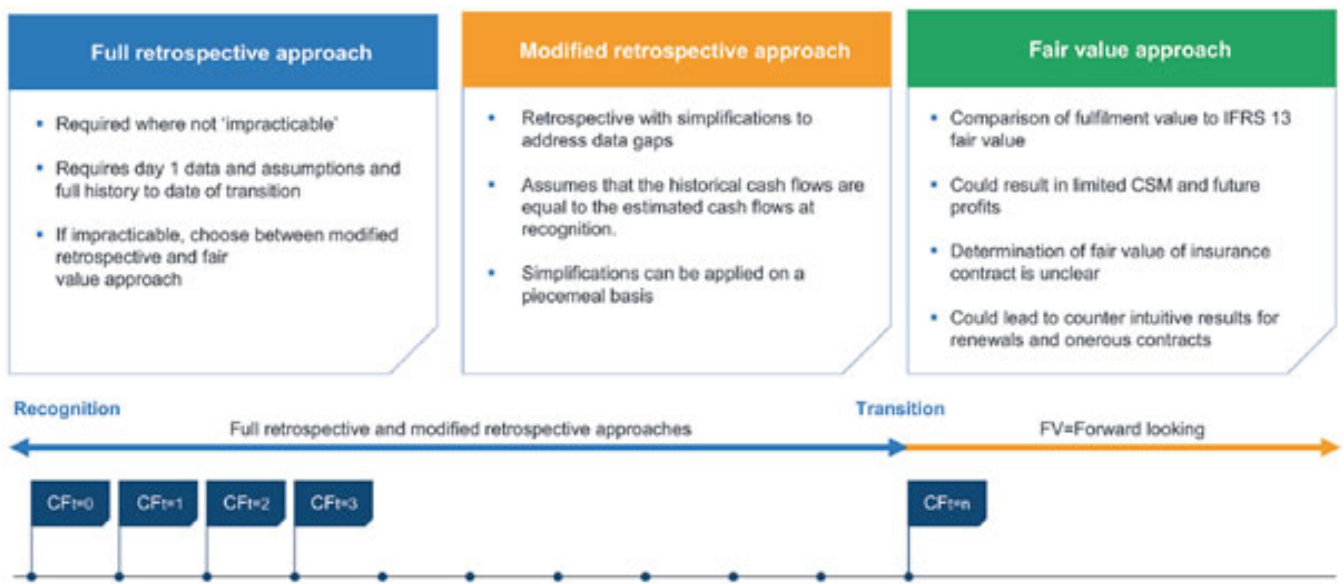 Full retrospective approach
▪ Required where not 'impracticable'
▪ Requires day 1 data and assumptions and
full history to date of transition
▪ If impracticable, choose between modified
retrospective and fair
value approach
Modified retrospective approach
▪ Retrospective with simplifications to
address data gaps
▪ Assumes that the historical cash flows are
equal to the estimated cash flows at
recognition.
▪ Simplifications can be applied on a
piecemeal basis
Fair value approach
▪ Comparison of fulfilment value to IFRS 13
fair value
▪ Could result in limited CSM and future
profits
▪ Determination of fair value of insurance
contract is unclear
▪ Could lead to counter intuitive results for
renewals and onerous contracts
Recognition
Transition
Full retrospective and modified retrospective approaches
FV=Forward looking
CFt=0
CFt=1
CFt=2
CFt=3
CFt=n